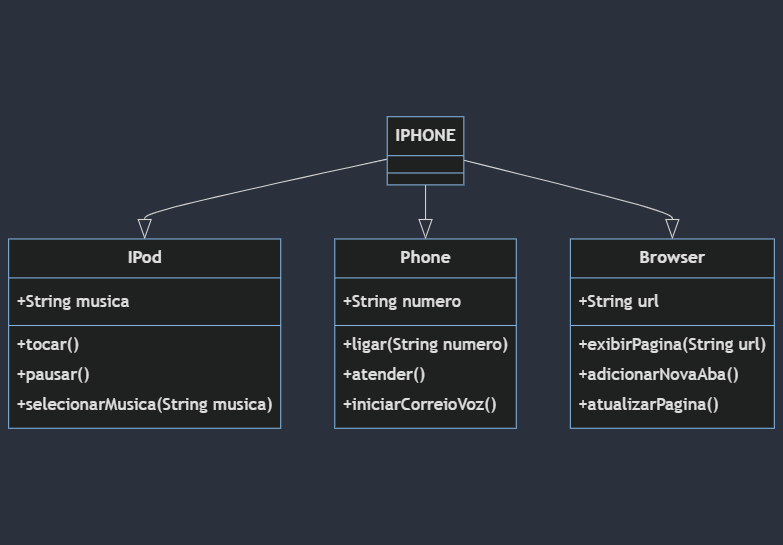 IPHONE
IPod
+String musica
+tocar()
+pausar()
+selecionarMusica(String musica)
Phone
+String numero
+ligar(String numero)
+atender()
+iniciarCorreioVoz()
Browser
+String url
+exibirPagina(String url)
+adicionarNovaAba()
+atualizarPagina()